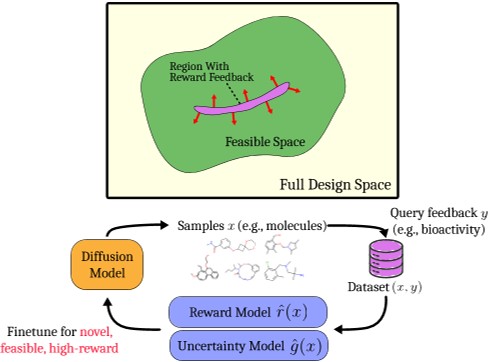 Region With
Reward Feedback
Feasible Space
Full Design Space
Samples x (e.g., molecules)
Query feedback y
(e.g., bioactivity)
Diffusion
Model
Dataset (x, y)
Reward Model r̂(x)
Uncertainty Model ĝ(x)
Finetune for novel,
feasible, high-reward